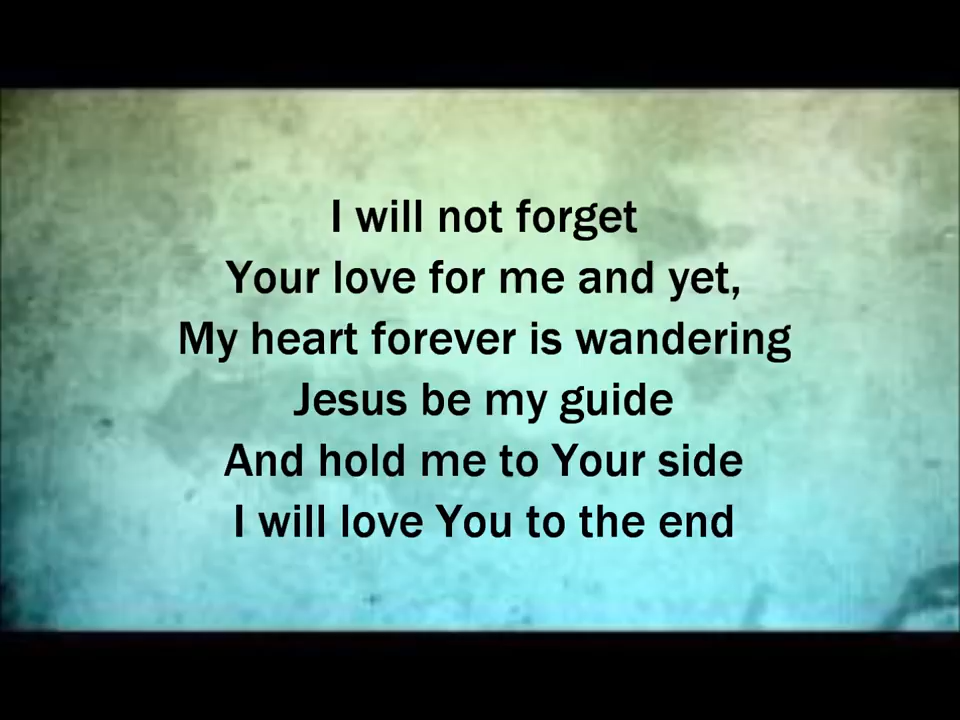 I will not forget
Your love for me and yet,
My heart forever is wandering
Jesus be my guide
And hold me to Your side
I will love You to the end